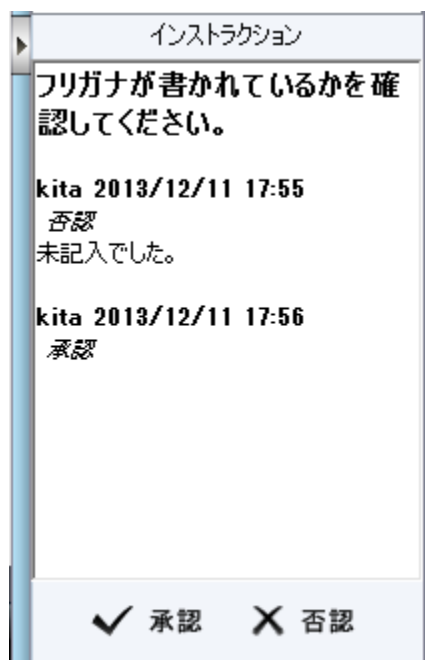 インストラクション
フリガナが書かれているかを確
認してください。
kita 2013/12/11 17:55
否認
未記入でした。
kita 2013/12/11 17:56
承認
承認 否認